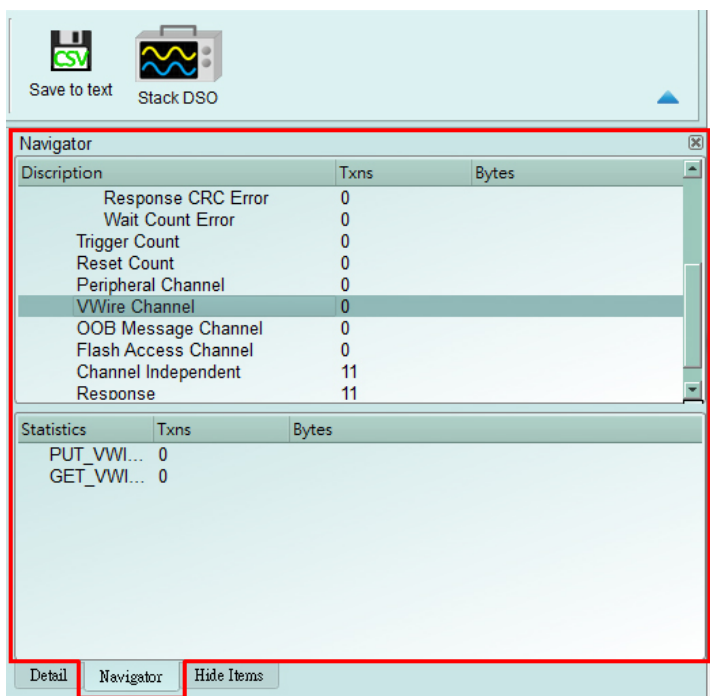 CSV
Save to text Stack DSO
Navigator
Discription Txns Bytes
Response CRC Error 0
Wait Count Error 0
Trigger Count 0
Reset Count 0
Peripheral Channel 0
VWire Channel 0
OOB Message Channel 0
Flash Access Channel 0
Channel Independent 11
Response 11
Statistics Txns Bytes
PUT_VWI... 0
GET_VWI... 0
Detail Navigator Hide Items